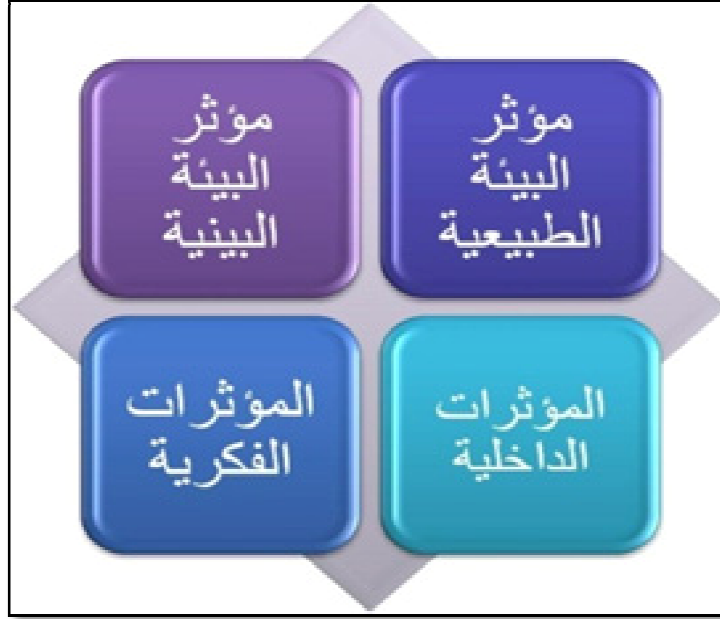 مؤثر
البيئة
الطبيعية
مؤثر
البيئة
البينية
المؤثرات
الداخلية
المؤثرات
الفكرية